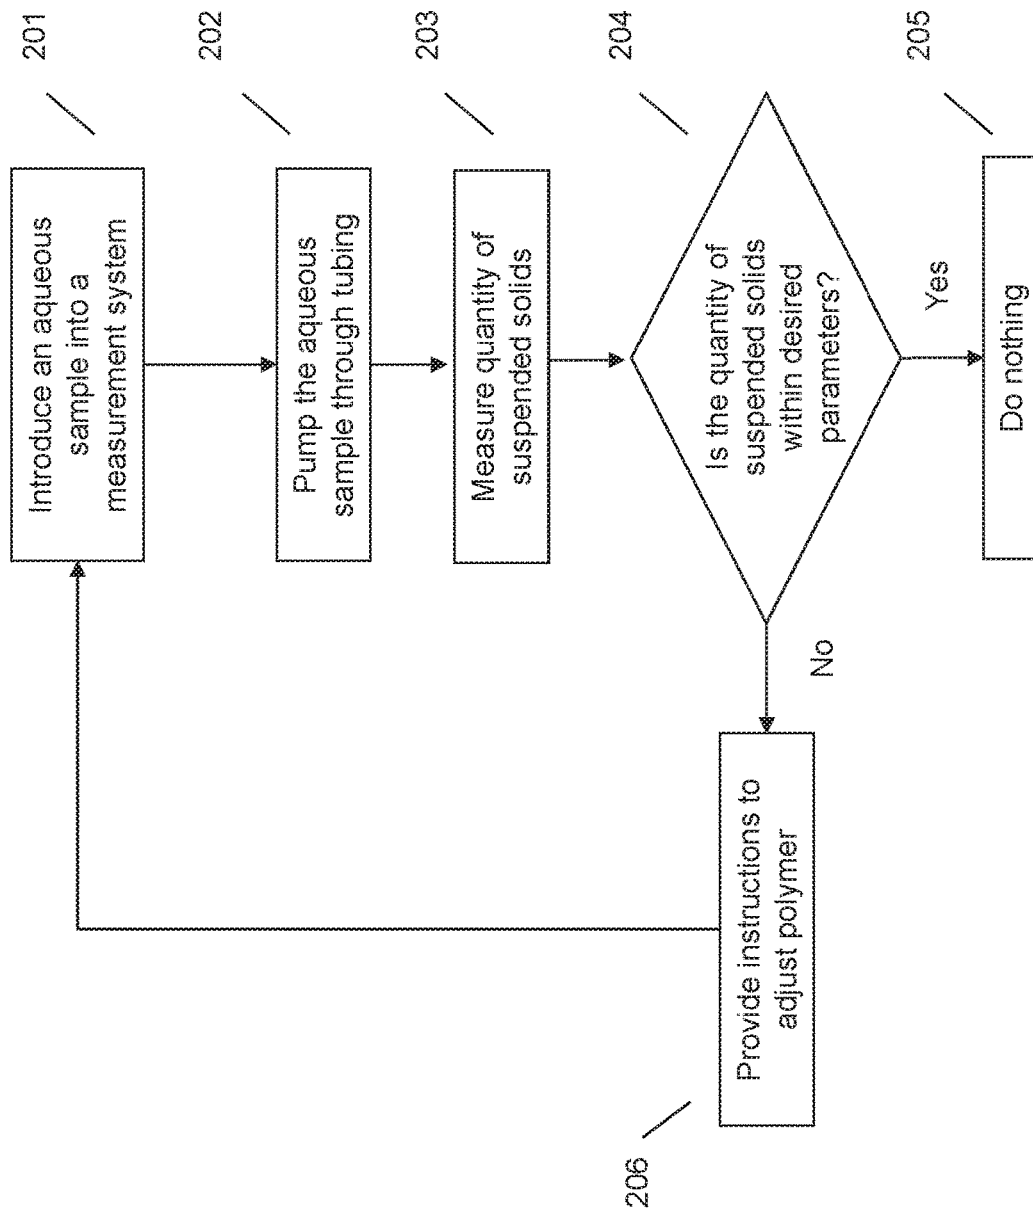 201
Introduce an aqueous
sample into a
measurement system
202
Pump the aqueous
sample through tubing
203
Measure quantity of
suspended solids
204
Is the quantity of
suspended solids
within desired
parameters?
No
Yes
206
Provide instructions to
adjust polymer
205
Do nothing